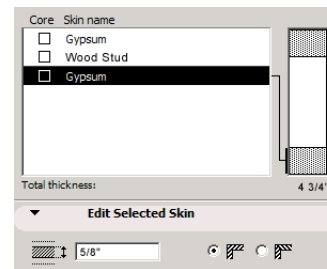 Core Skin name
Gypsum
Wood Stud
Gypsum
Total thickness: 4 3/4"
Edit Selected Skin
5/8"